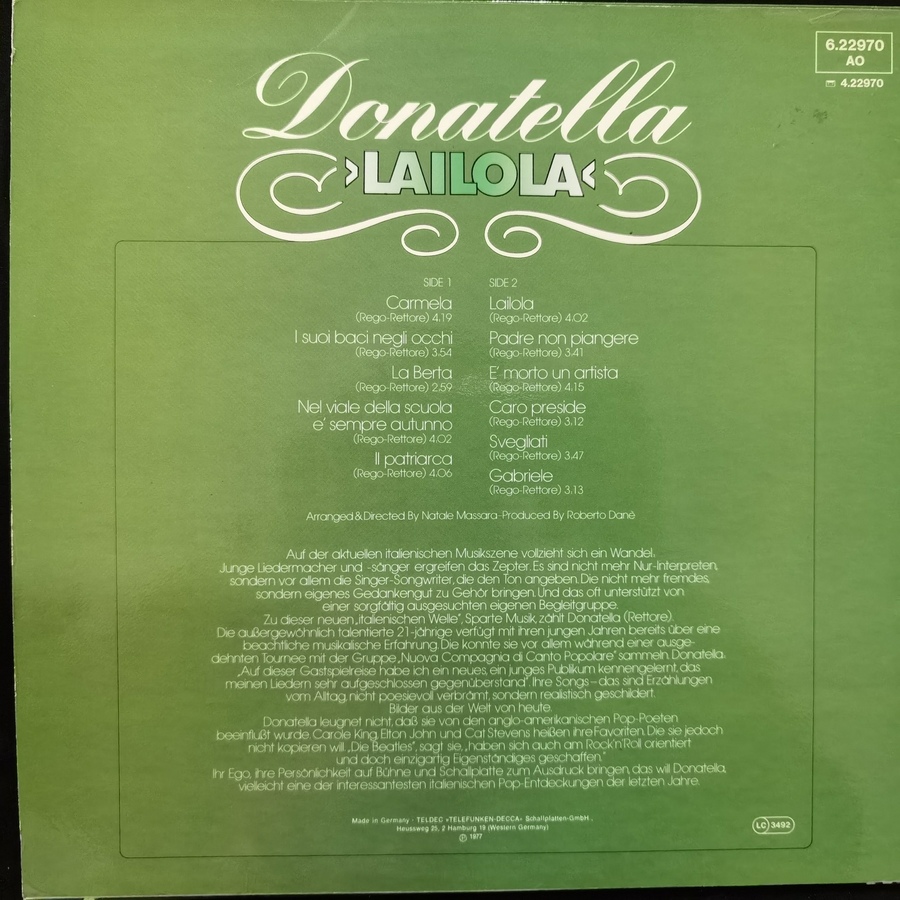 6.22970
AO
4.22970
Donatella
›LAILOLA‹
SIDE 1
Carmela
(Rego-Rettore) 4.19
I suoi baci negli occhi
(Rego-Rettore) 3.54
La Berta
(Rego-Rettore) 2.59
Nel viale della scuola
e' sempre autunno
(Rego-Rettore) 4.02
Il patriarca
(Rego-Rettore) 4.06
SIDE 2
Lailola
(Rego-Rettore) 4.02
Padre non piangere
(Rego-Rettore) 3.41
E' morto un artista
(Rego-Rettore) 4.15
Caro preside
(Rego-Rettore) 3.12
Svegliati
(Rego-Rettore) 3.47
Gabriele
(Rego-Rettore) 3.13
Arranged & Directed By Natale Massara · Produced By Roberto Danè
Auf der aktuellen italienischen Musikszene vollzieht sich ein Wandel.
Junge Liedermacher und -sänger ergreifen das Zepter. Es sind nicht mehr Nur-Interpreten,
sondern vor allem die Singer-Songwriter, die den Ton angeben. Die nicht mehr fremdes,
sondern eigenes Gedankengut zu Gehör bringen. Und das oft unterstützt von
einer sorgfältig ausgesuchten eigenen Begleitgruppe.
Zu dieser neuen „italienischen Welle“, Sparte Musik, zählt Donatella (Rettore).
Die außergewöhnlich talentierte 21-jährige verfügt mit ihren jungen Jahren bereits über eine
beachtliche musikalische Erfahrung. Die konnte sie vor allem während einer ausge-
dehnten Tournee mit der Gruppe „Nuova Compagnia di Canto Popolare“ sammeln. Donatella:
„Auf dieser Gastspielreise habe ich ein neues, ein junges Publikum kennengelernt, das
meinen Liedern sehr aufgeschlossen gegenüberstand“. Ihre Songs – das sind Erzählungen
vom Alltag, nicht poesievoll verbrämt, sondern realistisch geschildert.
Bilder aus der Welt von heute.
Donatella leugnet nicht, daß sie von den anglo-amerikanischen Pop-Poeten
beeinflußt wurde. Carole King, Elton John und Cat Stevens heißen ihre Favoriten. Die sie jedoch
nicht kopieren will. „Die Beatles“, sagt sie, „haben sich auch am Rock'n'Roll orientiert
und doch einzigartig Eigenständiges geschaffen.“
Ihr Ego, ihre Persönlichkeit auf Bühne und Schallplatte zum Ausdruck bringen, das will Donatella,
vielleicht eine der interessantesten italienischen Pop-Entdeckungen der letzten Jahre.
Made in Germany · TELDEC »TELEFUNKEN-DECCA« Schallplatten-GmbH.,
Heussweg 25, 2 Hamburg 19 (Western Germany)
Ⓟ 1977
LC 3492